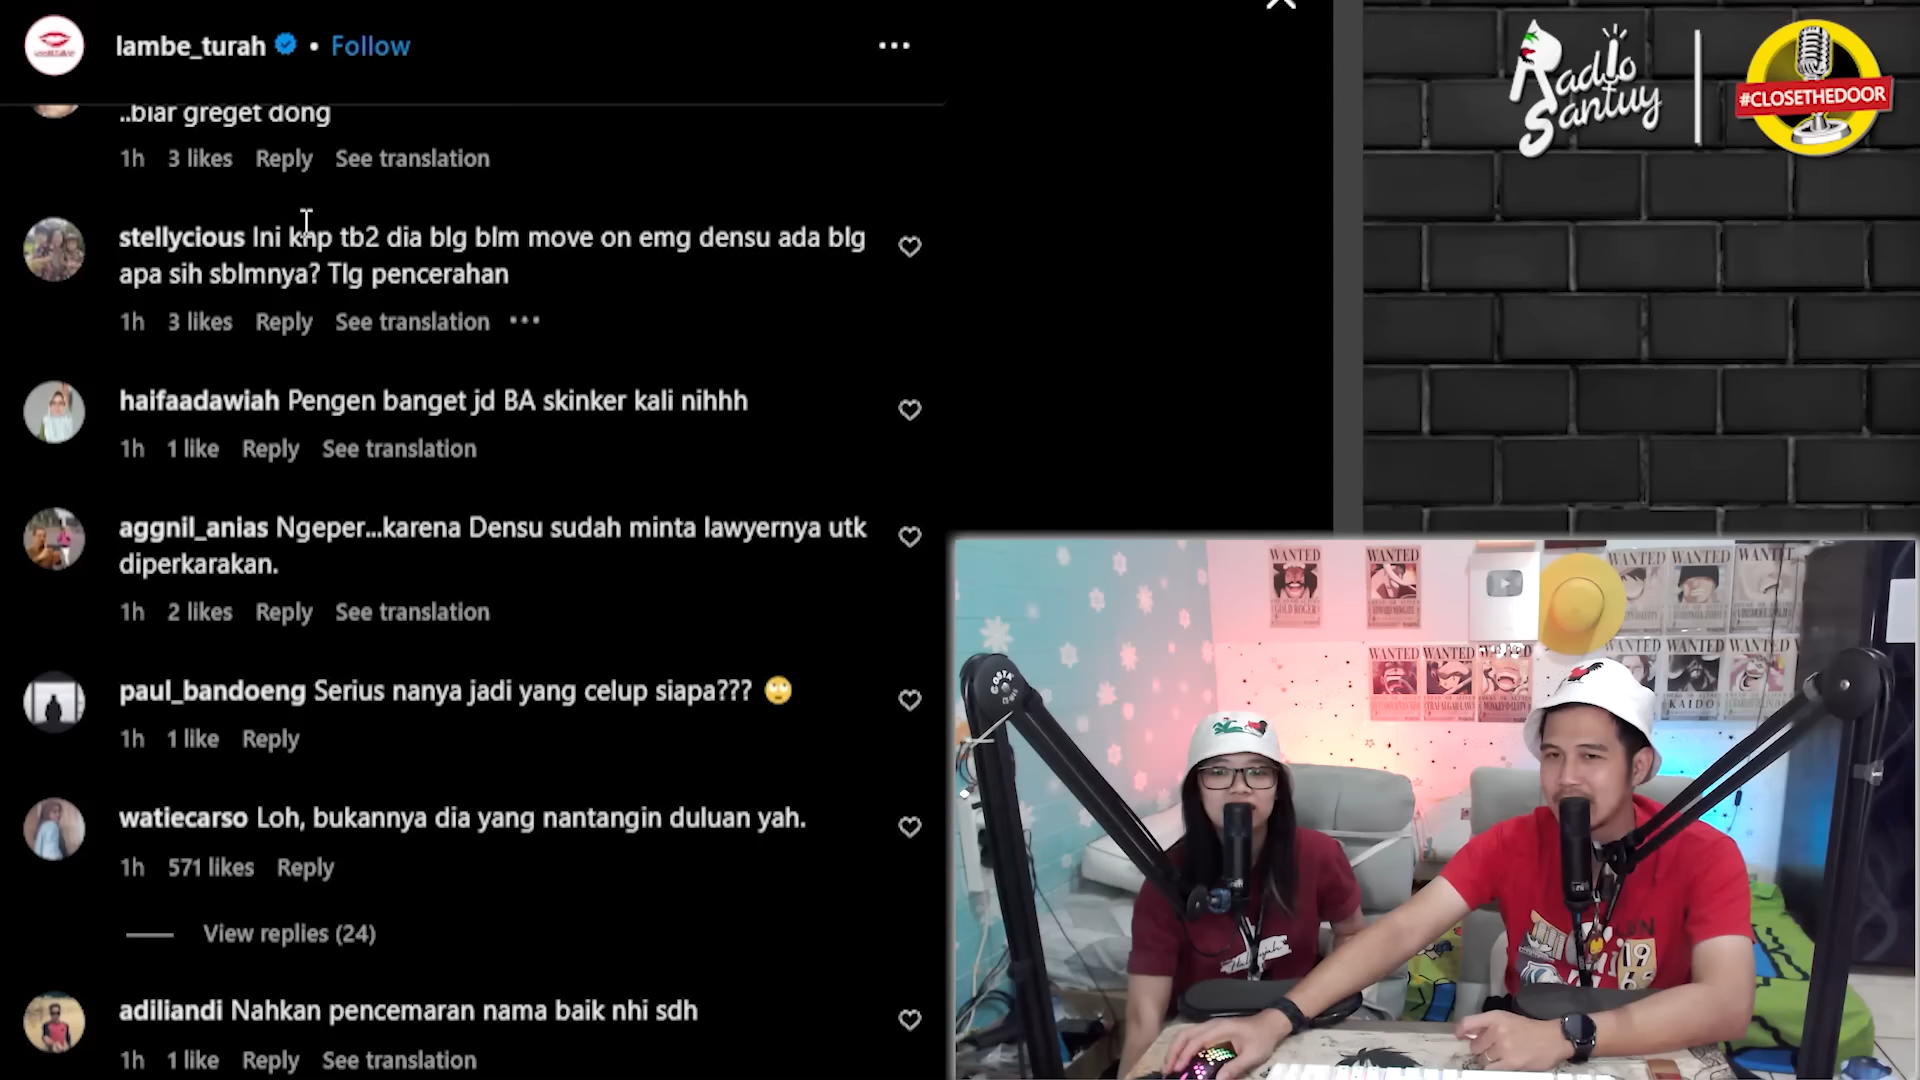 lambe_turah • Follow
..biar greget dong
1h 3 likes Reply See translation
stellycious Ini knp tb2 dia blg blm move on emg densu ada blg
apa sih sblmnya? Tlg pencerahan
1h 3 likes Reply See translation
haifaadawiah Pengen banget jd BA skinker kali nihhh
1h 1 like Reply See translation
aggnil_anias Ngeper...karena Densu sudah minta lawyernya utk
diperkarakan.
1h 2 likes Reply See translation
paul_bandoeng Serius nanya jadi yang celup siapa??? 🙄
1h 1 like Reply
watiecarso Loh, bukannya dia yang nantangin duluan yah.
1h 571 likes Reply
View replies (24)
adiliandi Nahkan pencemaran nama baik nhi sdh
1h 1 like Reply See translation
Radio
Santuy
#CLOSETHEDOOR
WANTED
GOLD ROGER
WANTED
WANTED
WANTED
WANTED
WANTED
WANTED
WANTED
WANTED
WANTED
WANTED
KAIDO